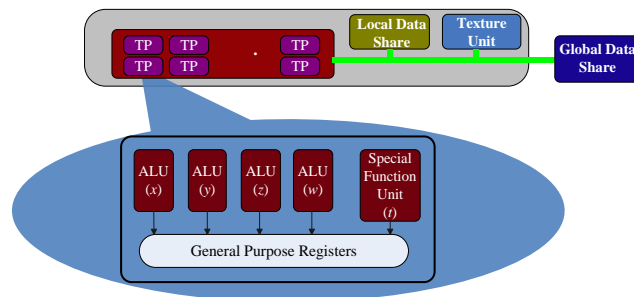 TP TP . TP
TP TP TP
Local Data
Share
Texture
Unit
Global Data
Share
ALU
(x)
ALU
(y)
ALU
(z)
ALU
(w)
Special
Function
Unit
(t)
General Purpose Registers